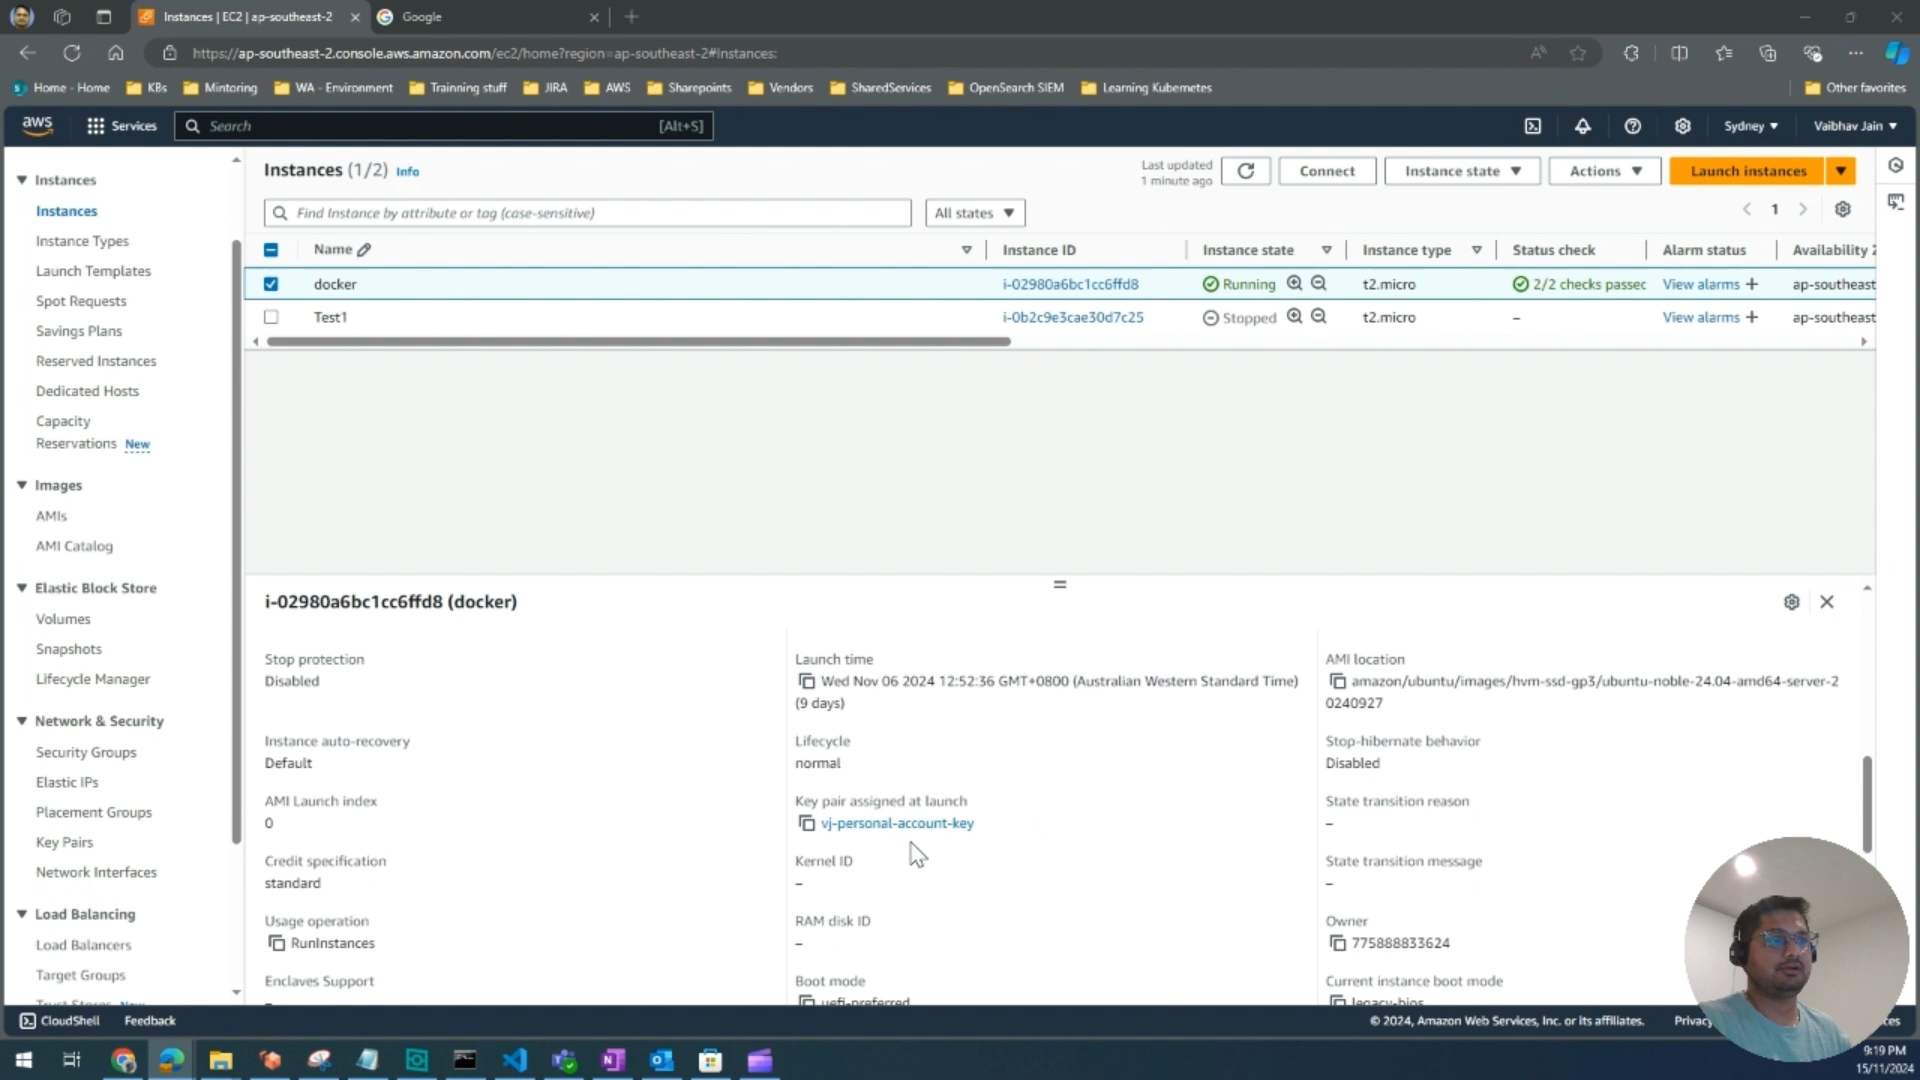 Instances | EC2 | ap-southeast-2
Google
https://ap-southeast-2.console.aws.amazon.com/ec2/home?region=ap-southeast-2#Instances:
Home - Home
KBs
Mintoring
WA - Environment
Trainning stuff
JIRA
AWS
Sharepoints
Vendors
SharedServices
OpenSearch SIEM
Learning Kubernetes
Other favorites
aws
Services
Search
[Alt+S]
Sydney
Vaibhav Jain
Instances
Instances
Instance Types
Launch Templates
Spot Requests
Savings Plans
Reserved Instances
Dedicated Hosts
Capacity
Reservations New
Images
AMIs
AMI Catalog
Elastic Block Store
Volumes
Snapshots
Lifecycle Manager
Network & Security
Security Groups
Elastic IPs
Placement Groups
Key Pairs
Network Interfaces
Load Balancing
Load Balancers
Target Groups
Trust Stores New
Instances (1/2) Info
Last updated
1 minute ago
Connect
Instance state
Actions
Launch instances
Find Instance by attribute or tag (case-sensitive)
All states
1
Name Instance ID Instance state Instance type Status check Alarm status Availability
docker i-02980a6bc1cc6ffd8 Running t2.micro 2/2 checks passec View alarms + ap-southeast
Test1 i-0b2c9e3cae30d7c25 Stopped t2.micro – View alarms + ap-southeast
i-02980a6bc1cc6ffd8 (docker)
Stop protection
Disabled
Launch time
Wed Nov 06 2024 12:52:36 GMT+0800 (Australian Western Standard Time)
(9 days)
AMI location
amazon/ubuntu/images/hvm-ssd-gp3/ubuntu-noble-24.04-amd64-server-2
0240927
Instance auto-recovery
Default
Lifecycle
normal
Stop-hibernate behavior
Disabled
AMI Launch index
0
Key pair assigned at launch
vj-personal-account-key
State transition reason
–
Credit specification
standard
Kernel ID
–
State transition message
–
Usage operation
RunInstances
RAM disk ID
–
Owner
775888833624
Enclaves Support
–
Boot mode
uefi-preferred
Current instance boot mode
legacy-bios
CloudShell
Feedback
© 2024, Amazon Web Services, Inc. or its affiliates.
9:19 PM
15/11/2024